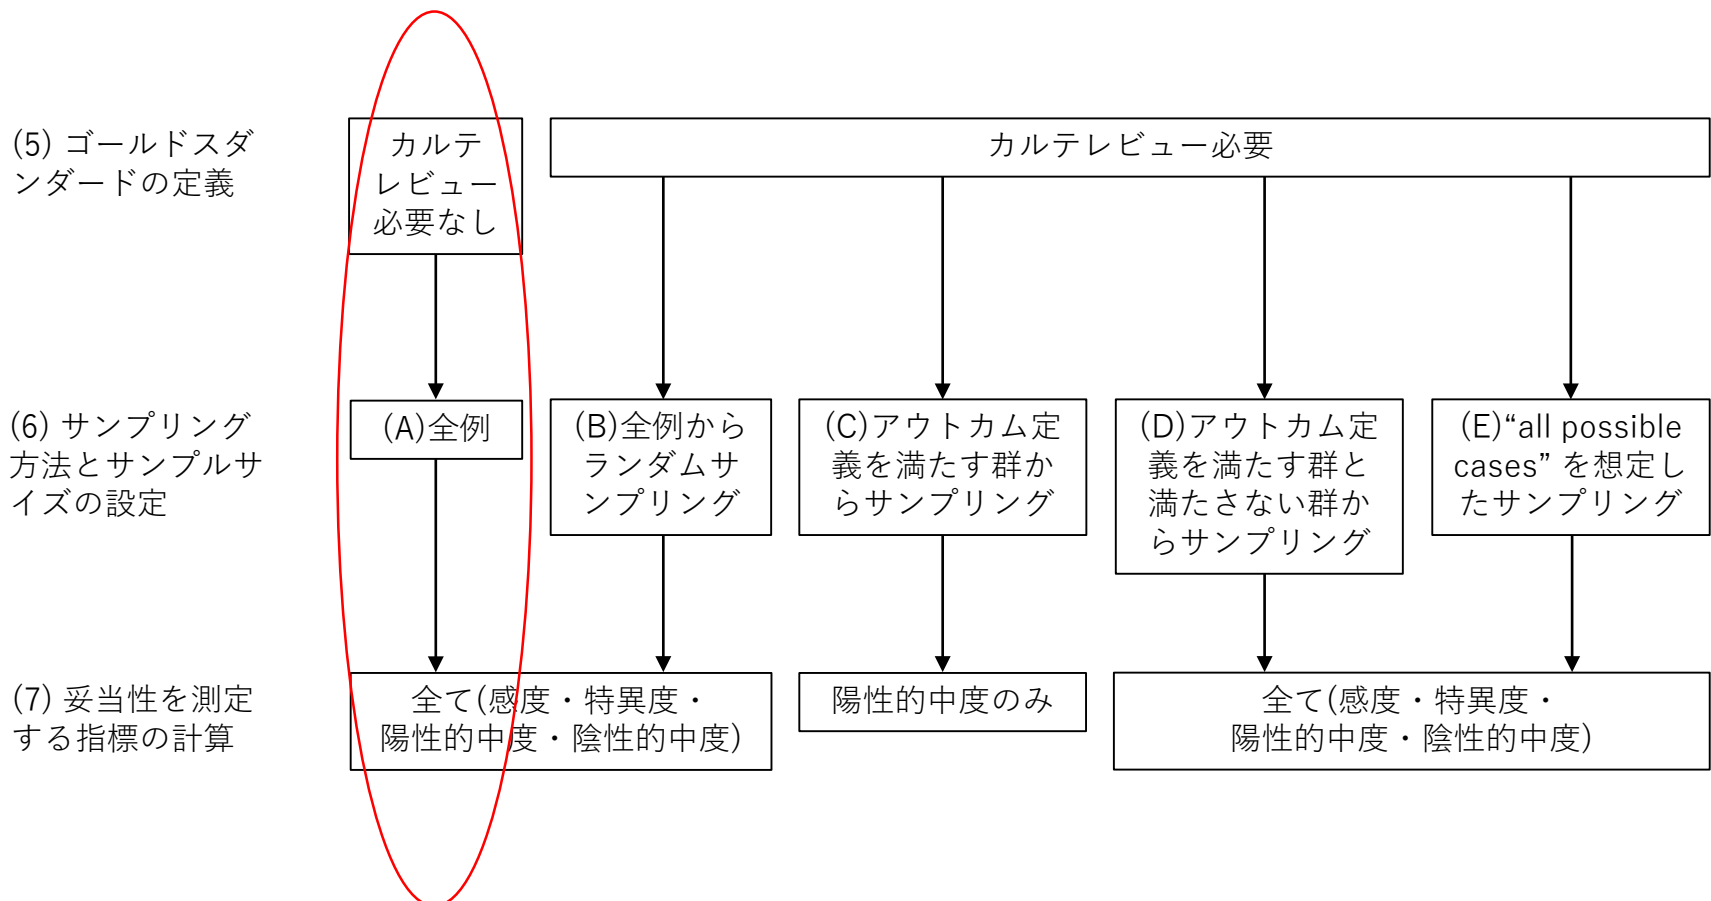 (5) ゴールドスダ
ンダードの定義
カルテ
レビュー
必要なし
カルテレビュー必要
(6) サンプリング
方法とサンプルサ
イズの設定
(A)全例
(B)全例から
ランダムサ
ンプリング
(C)アウトカム定
義を満たす群か
らサンプリング
(D)アウトカム定
義を満たす群と
満たさない群か
らサンプリング
(E)“all possible
cases” を想定し
たサンプリング
(7) 妥当性を測定
する指標の計算
全て(感度・特異度・
陽性的中度・陰性的中度)
陽性的中度のみ
全て(感度・特異度・
陽性的中度・陰性的中度)